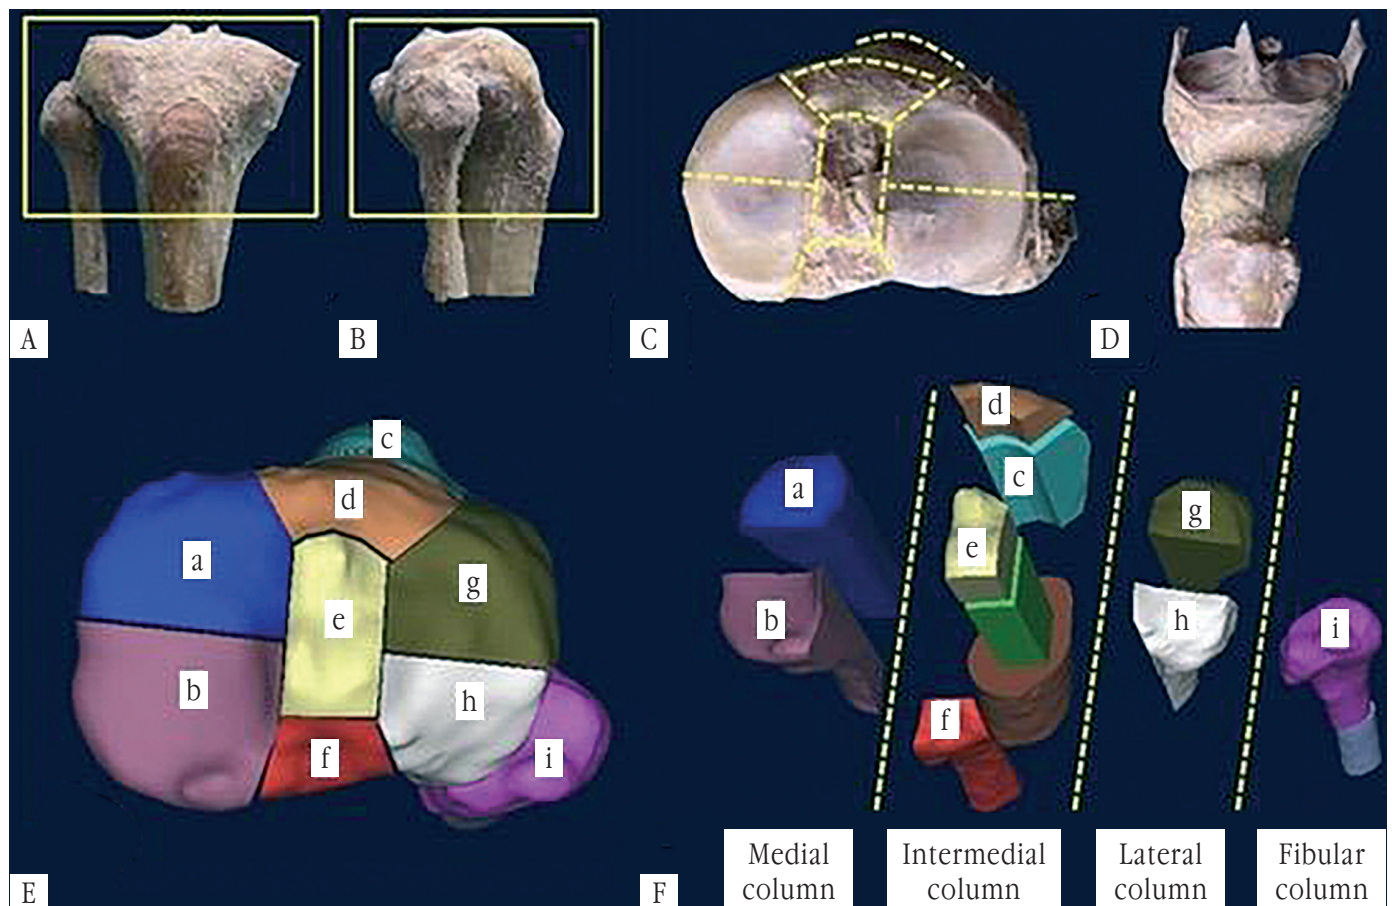 A
B
C
D
c
d
a
g
e
b
h
f
i
E
d
c
a
g
e
b
h
i
f
Medial
column
Intermedial
column
Lateral
column
Fibular
column
F